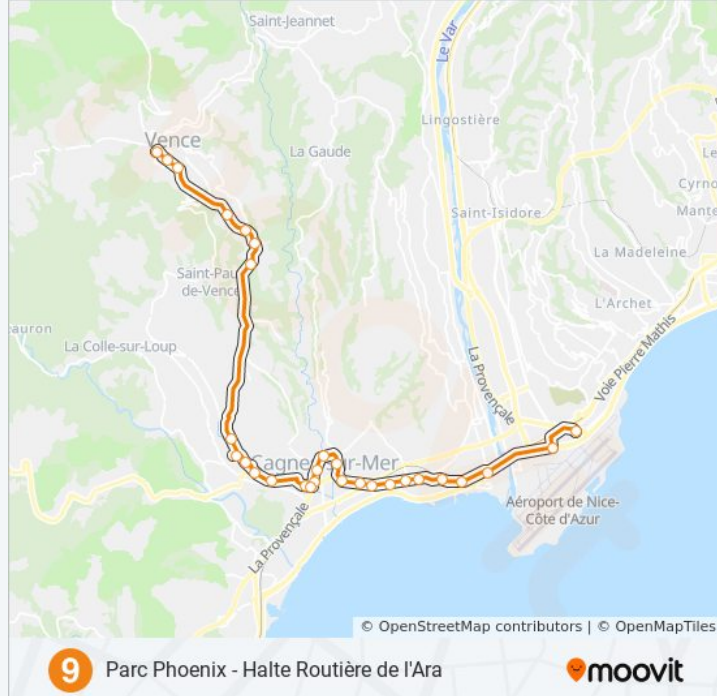 Saint-Jeannet
Le Var
Vence
La Gaude
Lingostière
Le
Cyrno
Mante
Saint-Isidore
La Madeleine
Saint-Pau
de-Vence
L'Archet
auron
La Colle-sur-Loup
La Provençale
Voie Pierre Mathis
Cagnes-sur-Mer
Aéroport de Nice-
Côte d'Azur
La Provençale
© OpenStreetMap contributors | © OpenMapTiles
9 Parc Phoenix - Halte Routière de l'Ara moovit